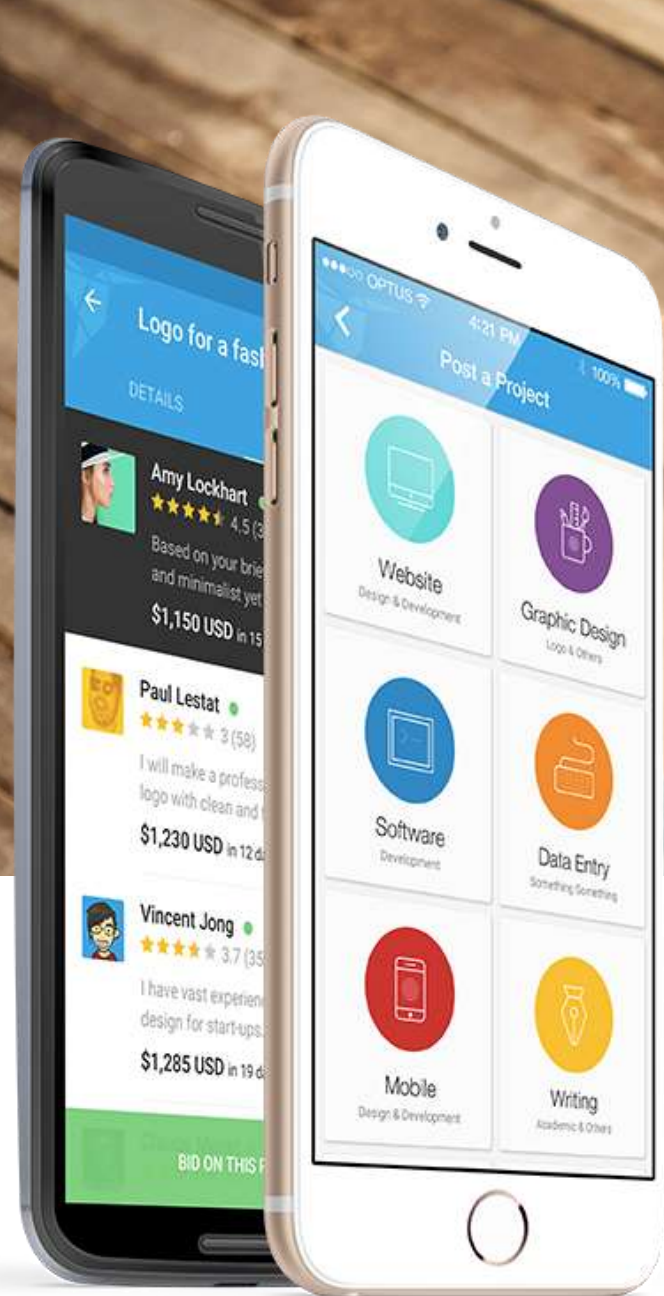 Logo for a fas
DETAILS
Amy Lockhart
4.5 (3
Based on your brie
and minimalist yet
$1,150 USD in 15
Paul Lestat
3 (58)
I will make a profess
logo with clean and
$1,230 USD in 12 da
Vincent Jong
3.7 (35
I have vast experien
design for start-ups.
$1,285 USD in 19 da
BID ON THIS
OPTUS
4:21 PM
100%
Post a Project
Website
Design & Development
Graphic Design
Logo & Others
Software
Development
Data Entry
Something Something
Mobile
Design & Development
Writing
Academic & Others